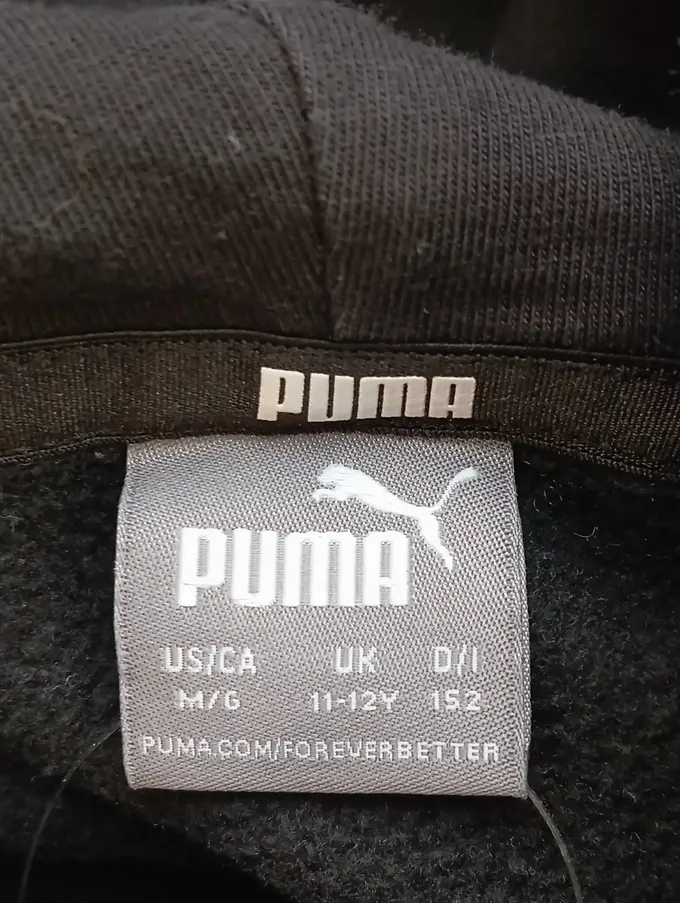 PUMA
PUMA
US/CA UK D/I
M/G 11-12Y 152
PUMA.COM/FOREVERBETTER